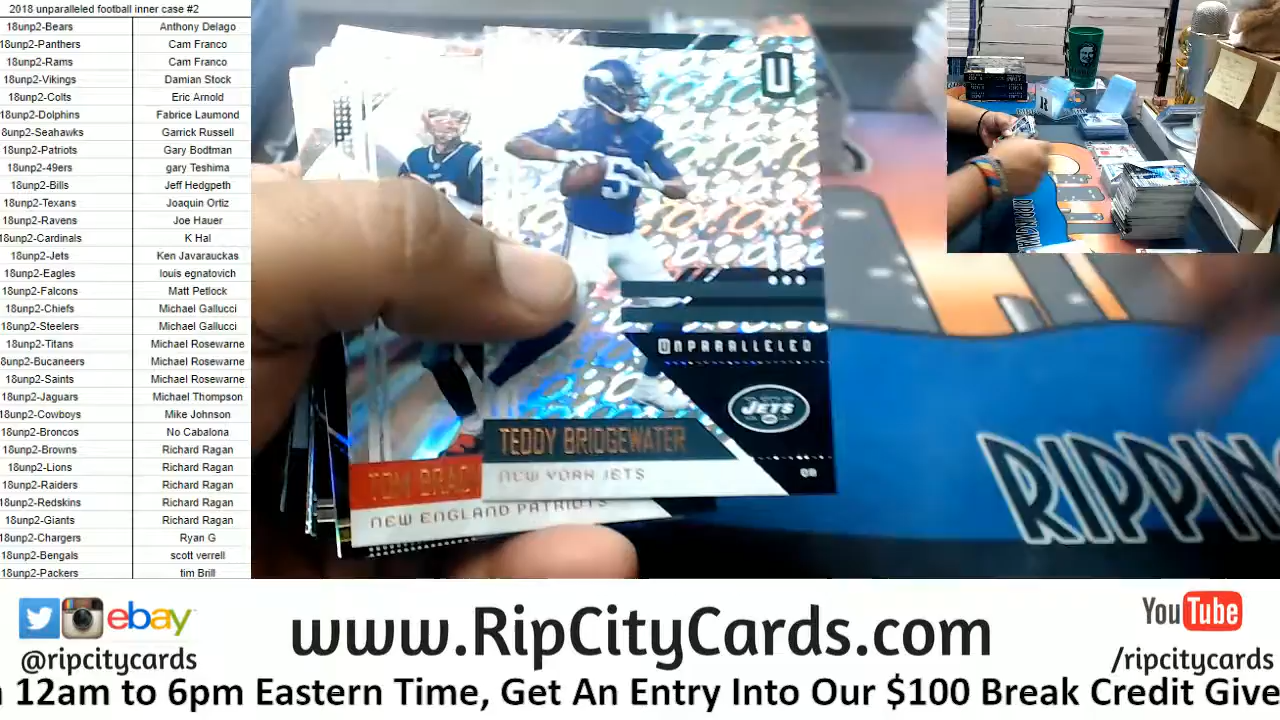 2018 unparalleled football inner case #2
18unp2-Bears Anthony Delago
18unp2-Panthers Cam Franco
18unp2-Rams Cam Franco
18unp2-Vikings Damian Stock
18unp2-Colts Eric Arnold
18unp2-Dolphins Fabrice Laumond
18unp2-Seahawks Garrick Russell
18unp2-Patriots Gary Bodtman
18unp2-49ers gary Teshima
18unp2-Bills Jeff Hedgpeth
18unp2-Texans Joaquin Ortiz
18unp2-Ravens Joe Hauer
18unp2-Cardinals K Hal
18unp2-Jets Ken Javarauckas
18unp2-Eagles louis egnatovich
18unp2-Falcons Matt Petlock
18unp2-Chiefs Michael Gallucci
18unp2-Steelers Michael Gallucci
18unp2-Titans Michael Rosewarne
8unp2-Bucaneers Michael Rosewarne
18unp2-Saints Michael Rosewarne
18unp2-Jaguars Michael Thompson
18unp2-Cowboys Mike Johnson
18unp2-Broncos No Cabalona
18unp2-Browns Richard Ragan
18unp2-Lions Richard Ragan
18unp2-Raiders Richard Ragan
18unp2-Redskins Richard Ragan
18unp2-Giants Richard Ragan
18unp2-Chargers Ryan G
18unp2-Bengals scott verrell
18unp2-Packers tim Brill
U
5
UNPARALLELED
JETS
TEDDY BRIDGEWATER
NEW YORK JETS
QB
TOM BRAD
NEW ENGLAND PATRIOTS
RIPPIN
ebay
@ripcitycards
www.RipCityCards.com
YouTube
/ripcitycards
12am to 6pm Eastern Time, Get An Entry Into Our $100 Break Credit Give